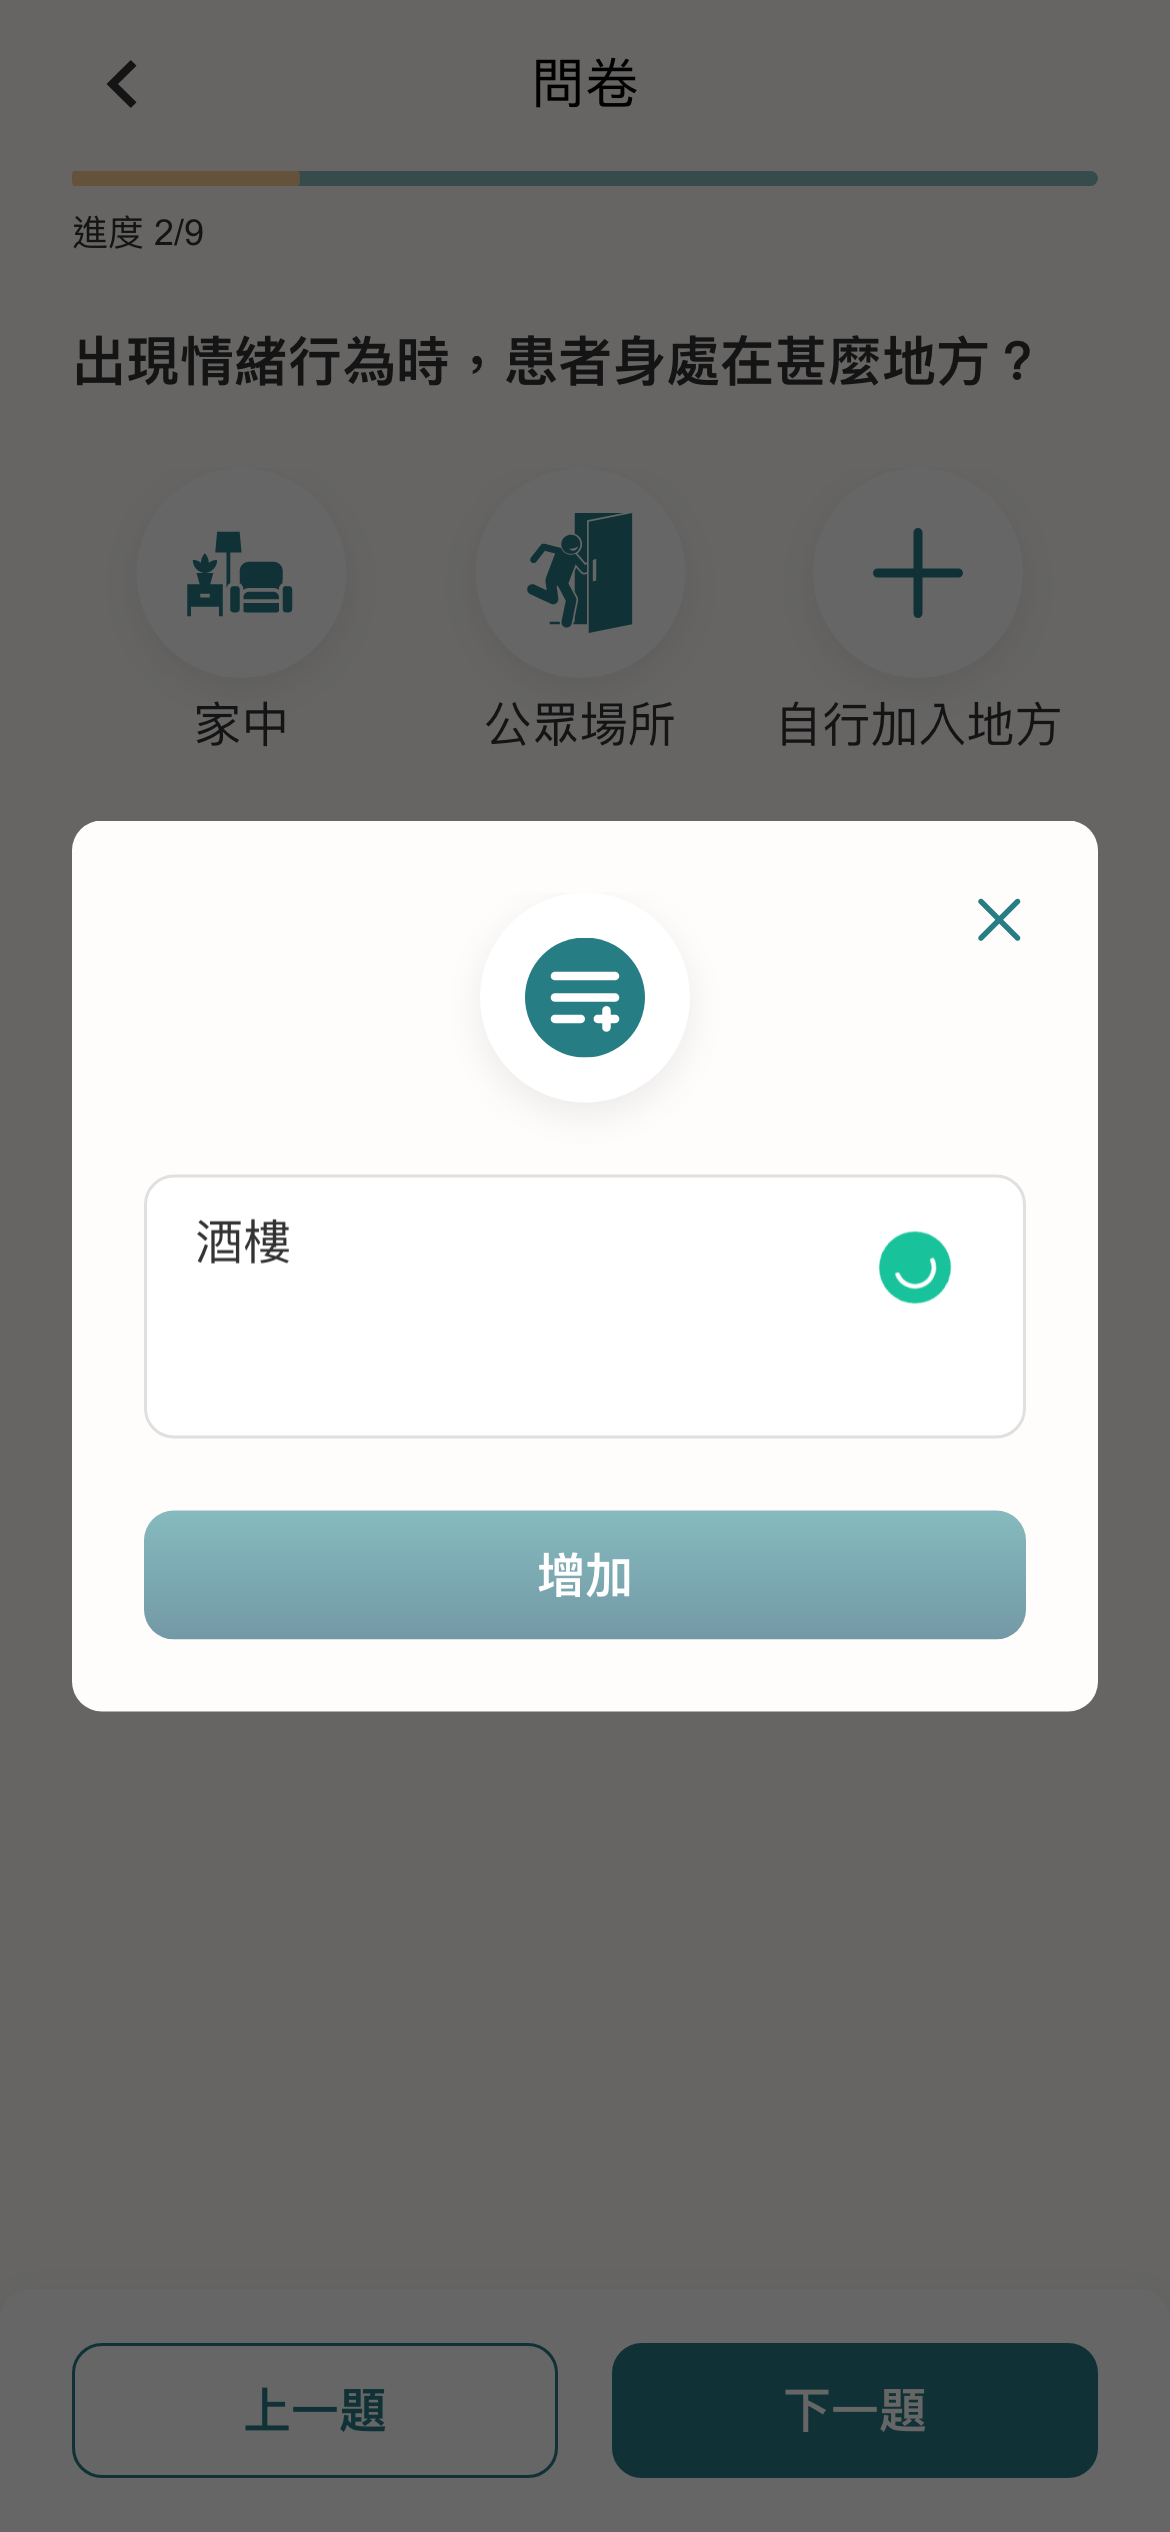 問卷
進度 2/9
出現情緒行為時，患者身處在甚麼地方？
家中
公眾場所
自行加入地方
酒樓
增加
上一題
下一題